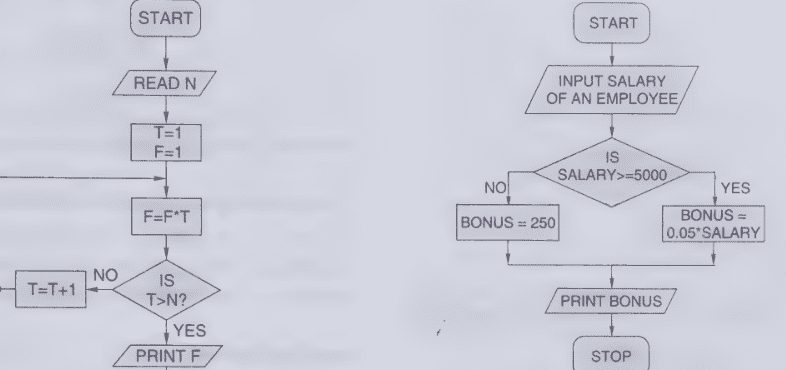 START
READ N
T=1
F=1
F=F*T
IS
T>N?
NO
T=T+1
YES
PRINT F
START
INPUT SALARY
OF AN EMPLOYEE
IS
SALARY>=5000
NO
YES
BONUS = 250
BONUS =
0.05*SALARY
PRINT BONUS
STOP